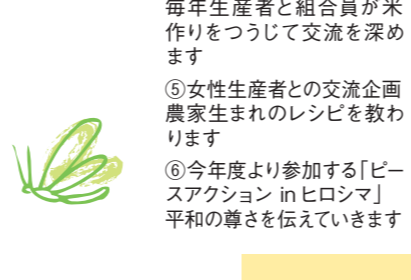 毎年生産者と組合員が米
作りをつうじて交流を深め
ます
⑤女性生産者との交流企画
農家生まれのレシピを教わ
ります
⑥今年度より参加する「ピー
スアクション inヒロシマ」
平和の尊さを伝えていきます